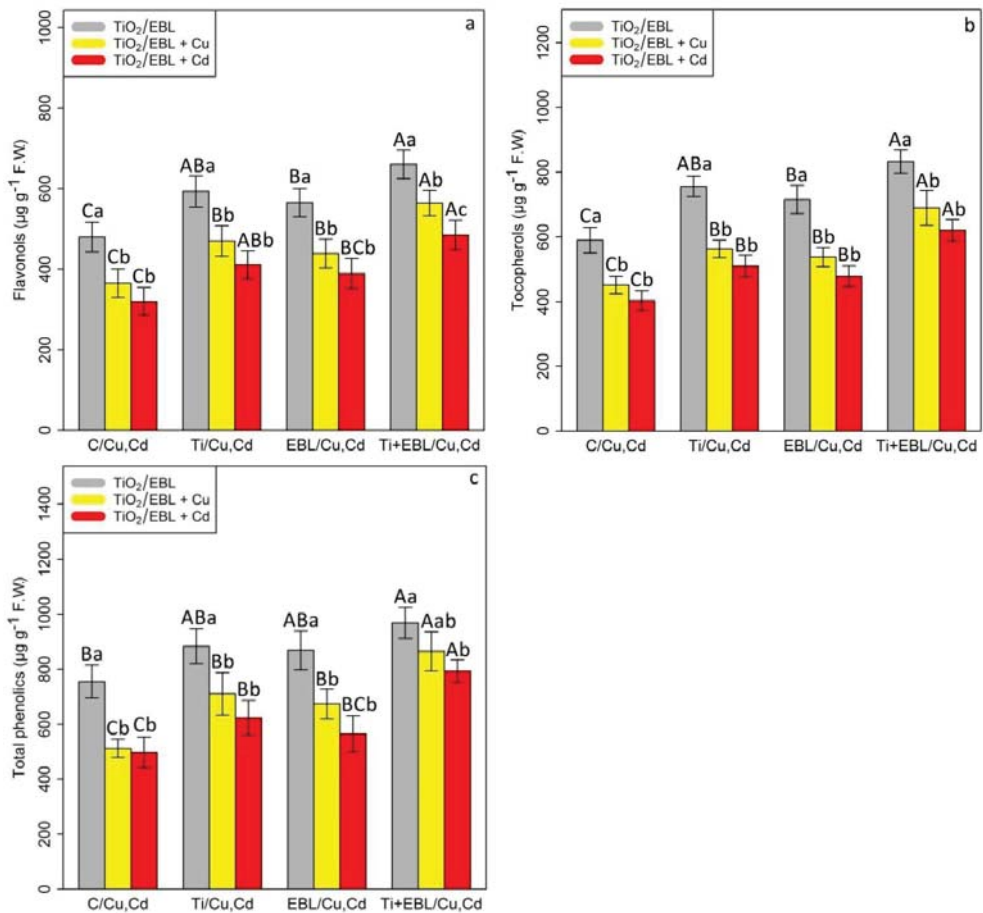 a
TiO₂/EBL
TiO₂/EBL + Cu
TiO₂/EBL + Cd
Flavonols (µg g⁻¹ F.W)
1000
800
600
400
200
0
Ca
Cb
Cb
ABa
Bb
ABb
Ba
Bb
BCb
Aa
Ab
Ac
C/Cu,Cd
Ti/Cu,Cd
EBL/Cu,Cd
Ti+EBL/Cu,Cd
b
TiO₂/EBL
TiO₂/EBL + Cu
TiO₂/EBL + Cd
Tocopherols (µg g⁻¹ F.W)
1200
1000
800
600
400
200
0
Ca
Cb
Cb
ABa
Bb
Bb
Ba
Bb
Bb
Aa
Ab
Ab
C/Cu,Cd
Ti/Cu,Cd
EBL/Cu,Cd
Ti+EBL/Cu,Cd
c
TiO₂/EBL
TiO₂/EBL + Cu
TiO₂/EBL + Cd
Total phenolics (µg g⁻¹ F.W)
1400
1200
1000
800
600
400
200
0
Ba
Cb
Cb
ABa
Bb
Bb
ABa
Bb
BCb
Aa
Aab
Ab
C/Cu,Cd
Ti/Cu,Cd
EBL/Cu,Cd
Ti+EBL/Cu,Cd